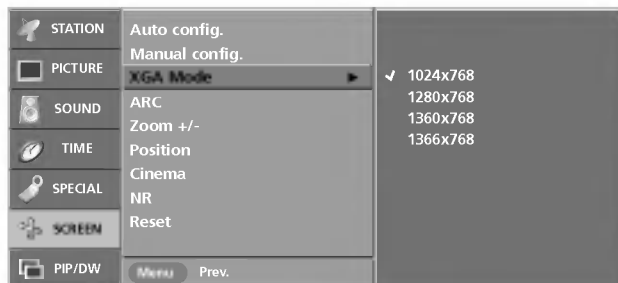 STATION
PICTURE
SOUND
TIME
SPECIAL
SCREEN
PIP/DW
Auto config.
Manual config.
XGA Mode
ARC
Zoom +/-
Position
Cinema
NR
Reset
Menu Prev.
1024x768
1280x768
1360x768
1366x768